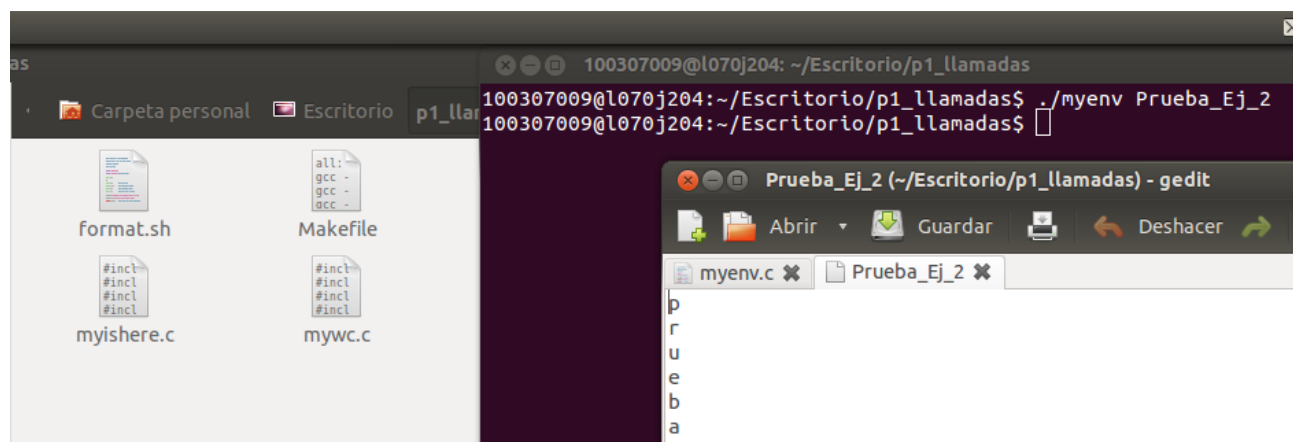 as
100307009@l070j204: ~/Escritorio/p1_llamadas
Carpeta personal Escritorio p1_lla
100307009@l070j204:~/Escritorio/p1_llamadas$ ./myenv Prueba_Ej_2
100307009@l070j204:~/Escritorio/p1_llamadas$
all:
gcc -
gcc -
gcc -
format.sh Makefile
#incl
#incl
#incl
#incl
myishere.c
#incl
#incl
#incl
#incl
mywc.c
Prueba_Ej_2 (~/Escritorio/p1_llamadas) - gedit
Abrir Guardar Deshacer
myenv.c Prueba_Ej_2
p
r
u
e
b
a